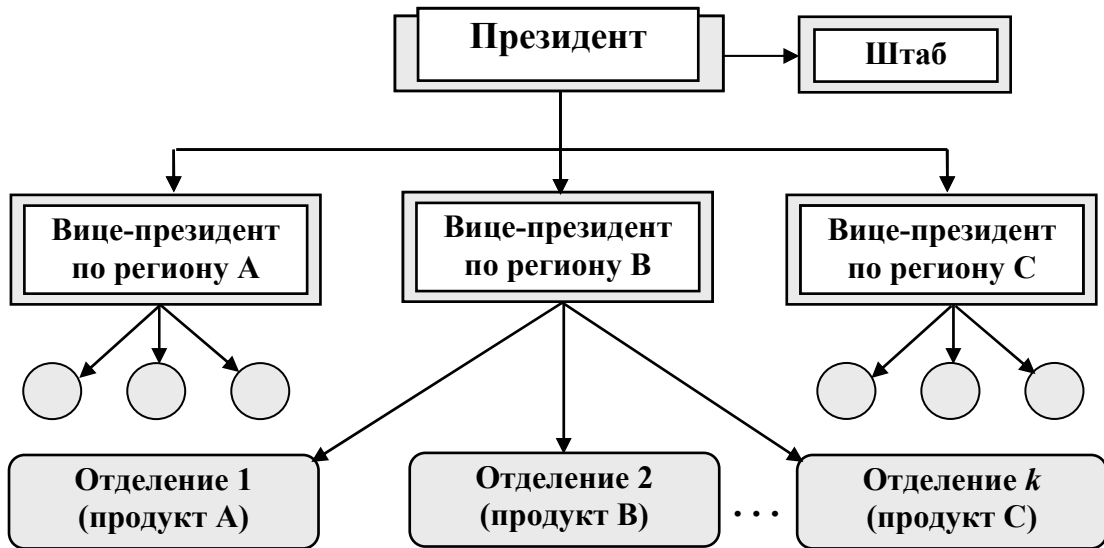 Президент
Штаб
Вице-президент
по региону А
Вице-президент
по региону В
Вице-президент
по региону С
Отделение 1
(продукт А)
Отделение 2
(продукт В)
. . .
Отделение k
(продукт С)